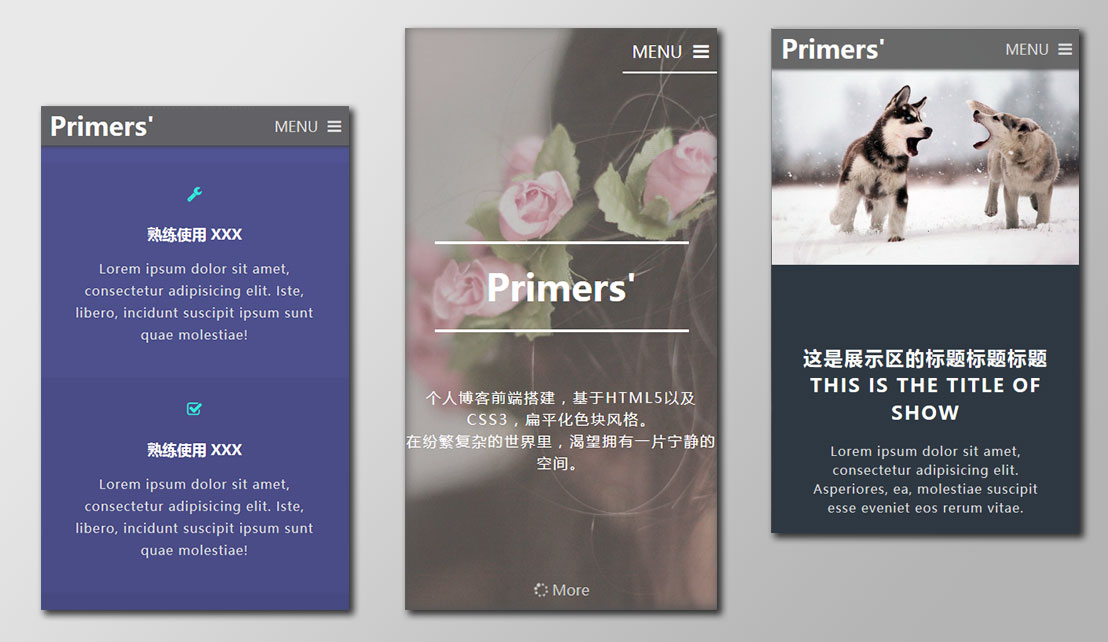 Primers'
MENU
熟练使用 XXX
Lorem ipsum dolor sit amet,
consectetur adipisicing elit. Iste,
libero, incidunt suscipit ipsum sunt
quae molestiae!
熟练使用 XXX
Lorem ipsum dolor sit amet,
consectetur adipisicing elit. Iste,
libero, incidunt suscipit ipsum sunt
quae molestiae!
MENU
Primers'
个人博客前端搭建，基于HTML5以及
CSS3，扁平化色块风格。
在纷繁复杂的世界里，渴望拥有一片宁静的
空间。
More
Primers'
MENU
这是展示区的标题标题标题
THIS IS THE TITLE OF
SHOW
Lorem ipsum dolor sit amet,
consectetur adipisicing elit.
Asperiores, ea, molestiae suscipit
esse eveniet eos rerum vitae.